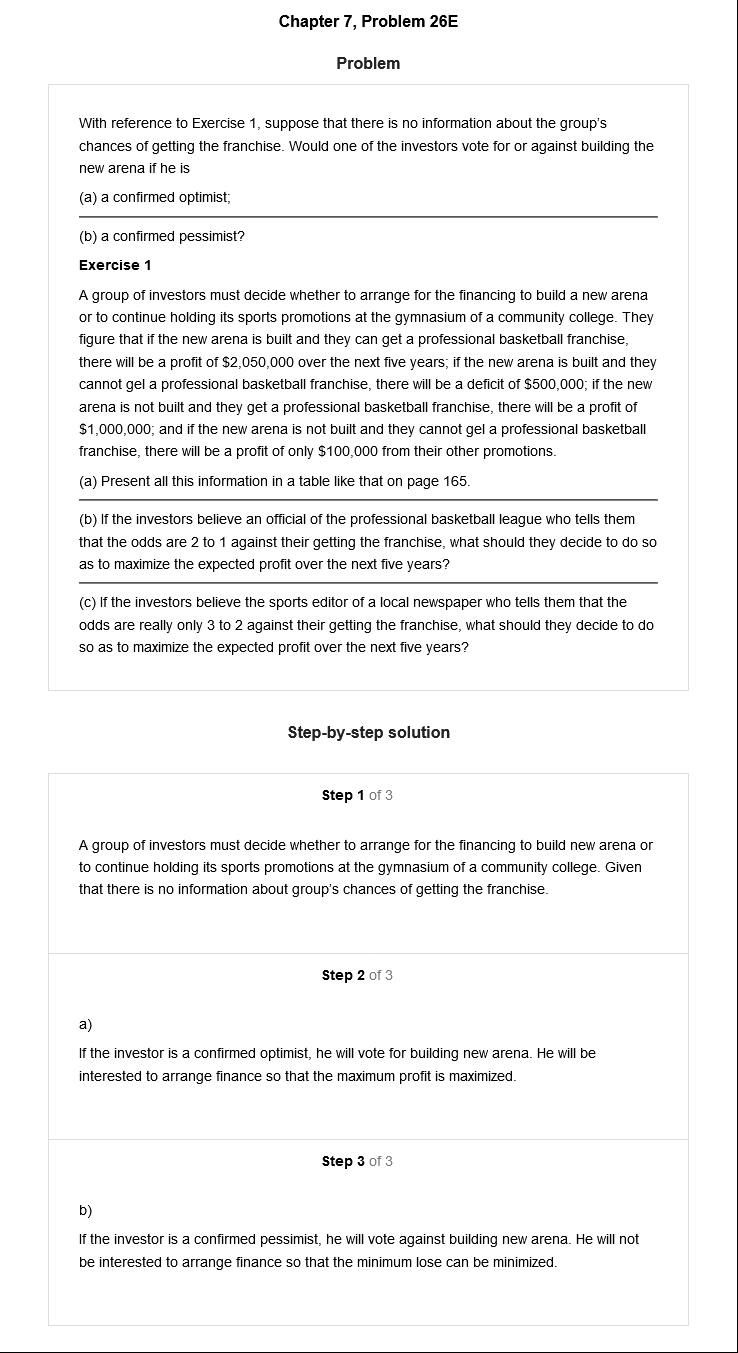 Chapter 7, Problem 26E
Problem
With reference to Exercise 1, suppose that there is no information about the group's
chances of getting the franchise. Would one of the investors vote for or against building the
new arena if he is
(a) a confirmed optimist;
(b) a confirmed pessimist?
Exercise 1
A group of investors must decide whether to arrange for the financing to build a new arena
or to continue holding its sports promotions at the gymnasium of a community college. They
figure that if the new arena is built and they can get a professional basketball franchise,
there will be a profit of $2,050,000 over the next five years; if the new arena is built and they
cannot gel a professional basketball franchise, there will be a deficit of $500,000; if the new
arena is not built and they get a professional basketball franchise, there will be a profit of
$1,000,000; and if the new arena is not built and they cannot gel a professional basketball
franchise, there will be a profit of only $100,000 from their other promotions.
(a) Present all this information in a table like that on page 165.
(b) If the investors believe an official of the professional basketball league who tells them
that the odds are 2 to 1 against their getting the franchise, what should they decide to do so
as to maximize the expected profit over the next five years?
(c) If the investors believe the sports editor of a local newspaper who tells them that the
odds are really only 3 to 2 against their getting the franchise, what should they decide to do
so as to maximize the expected profit over the next five years?
Step-by-step solution
Step 1 of 3
A group of investors must decide whether to arrange for the financing to build new arena or
to continue holding its sports promotions at the gymnasium of a community college. Given
that there is no information about group's chances of getting the franchise.
Step 2 of 3
a)
If the investor is a confirmed optimist, he will vote for building new arena. He will be
interested to arrange finance so that the maximum profit is maximized.
Step 3 of 3
b)
If the investor is a confirmed pessimist, he will vote against building new arena. He will not
be interested to arrange finance so that the minimum lose can be minimized.